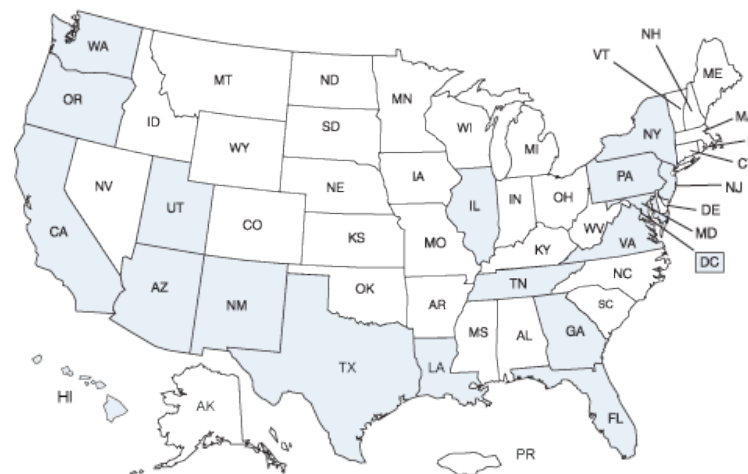 NH
VT
WA
ME
MT
ND
MN
OR
NY
WI
SD
ID
MI
WY
PA
IA
NJ
NE
OH
NV
IL
IN
DE
UT
CO
WV
MD
CA
KS
MO
VA
KY
DC
NC
TN
AZ
OK
NM
AR
SC
MS
AL
GA
TX
LA
HI
AK
FL
PR